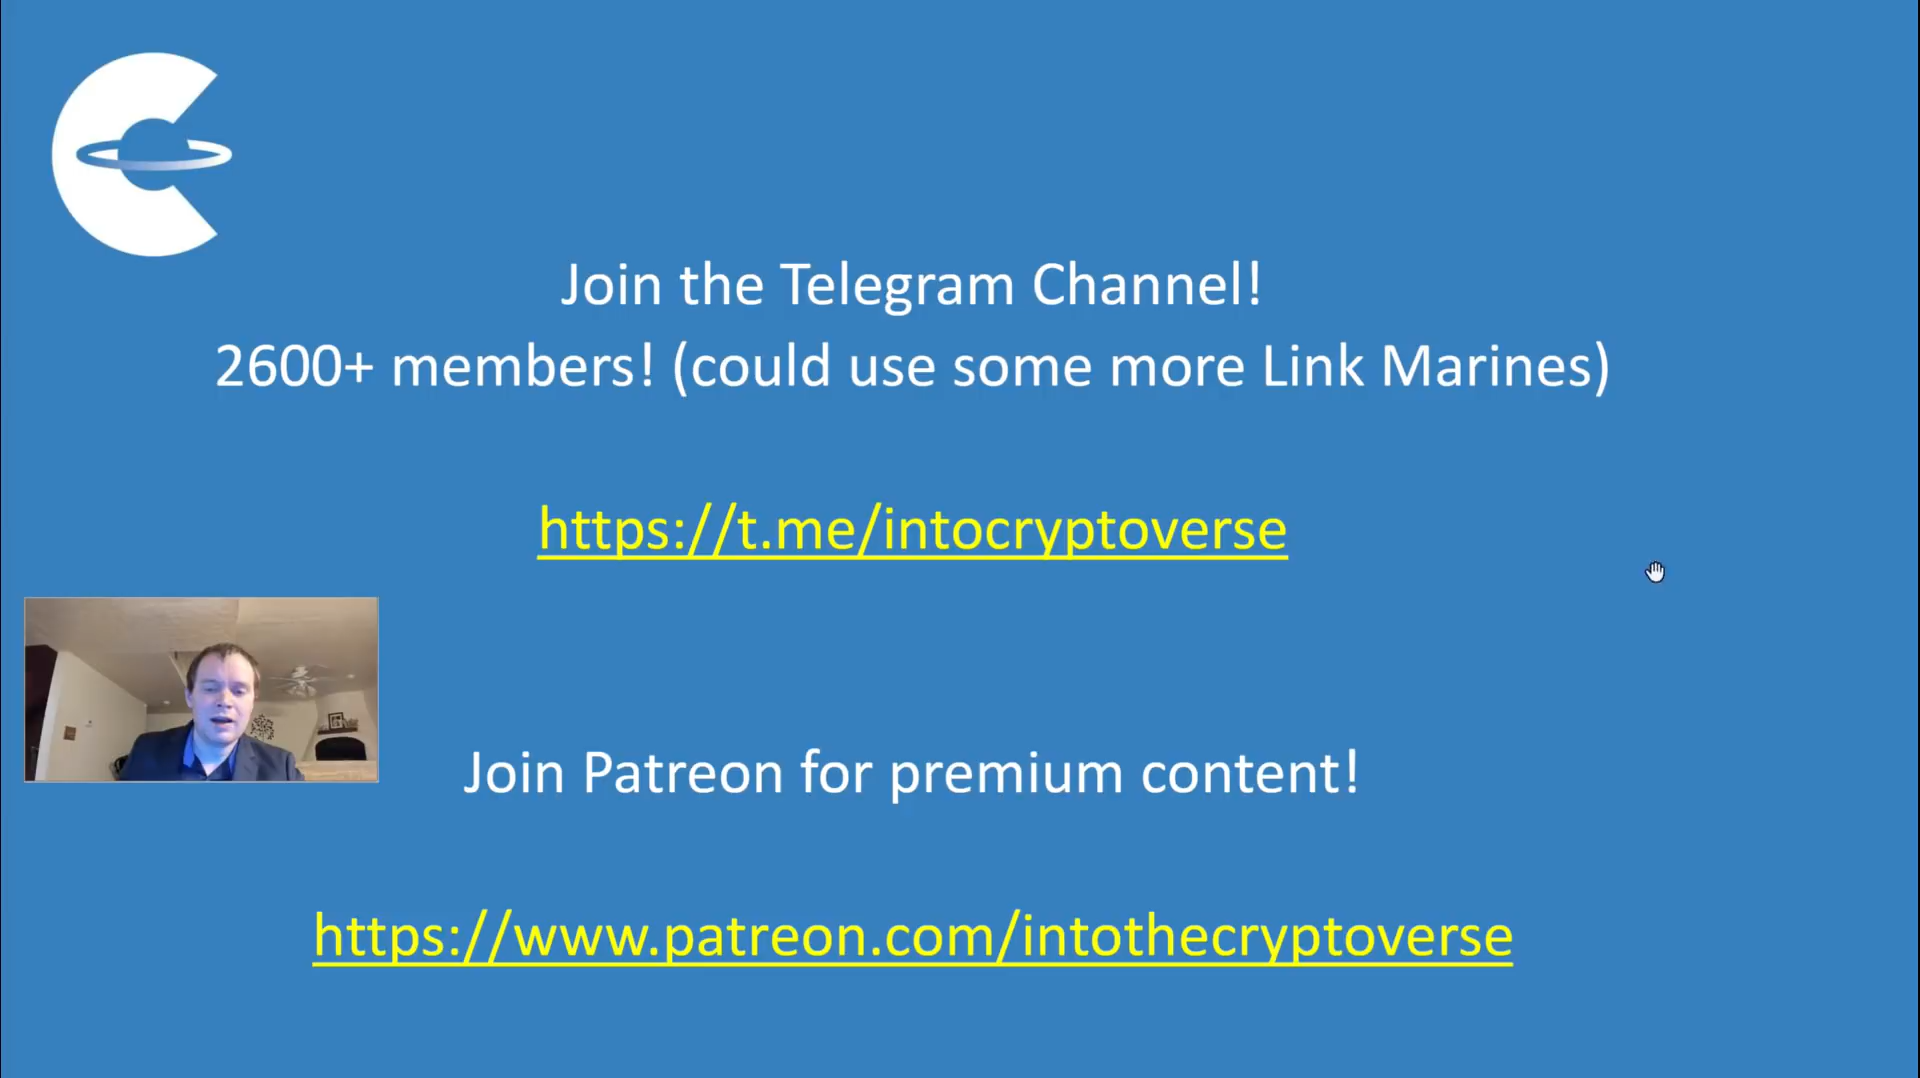 Join the Telegram Channel!
2600+ members! (could use some more Link Marines)
https://t.me/intocryptoverse
Join Patreon for premium content!
https://www.patreon.com/intothecryptoverse